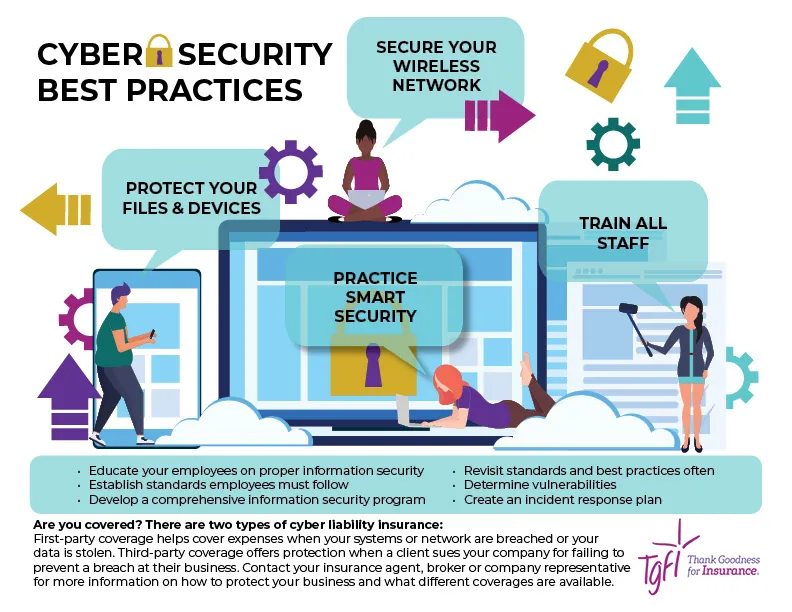 CYBER SECURITY
BEST PRACTICES
SECURE YOUR
WIRELESS
NETWORK
PROTECT YOUR
FILES & DEVICES
TRAIN ALL
STAFF
PRACTICE
SMART
SECURITY
· Educate your employees on proper information security
· Establish standards employees must follow
· Develop a comprehensive information security program
· Revisit standards and best practices often
· Determine vulnerabilities
· Create an incident response plan
Are you covered? There are two types of cyber liability insurance:
First-party coverage helps cover expenses when your systems or network are breached or your
data is stolen. Third-party coverage offers protection when a client sues your company for failing to
prevent a breach at their business. Contact your insurance agent, broker or company representative
for more information on how to protect your business and what different coverages are available.
TgfI
Thank Goodness
for Insurance.